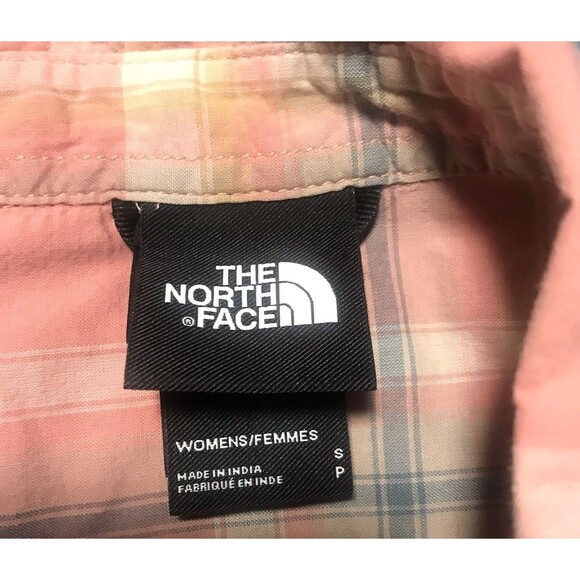 THE
NORTH
® FACE
WOMENS/FEMMES S
MADE IN INDIA P
FABRIQUÉ EN INDE